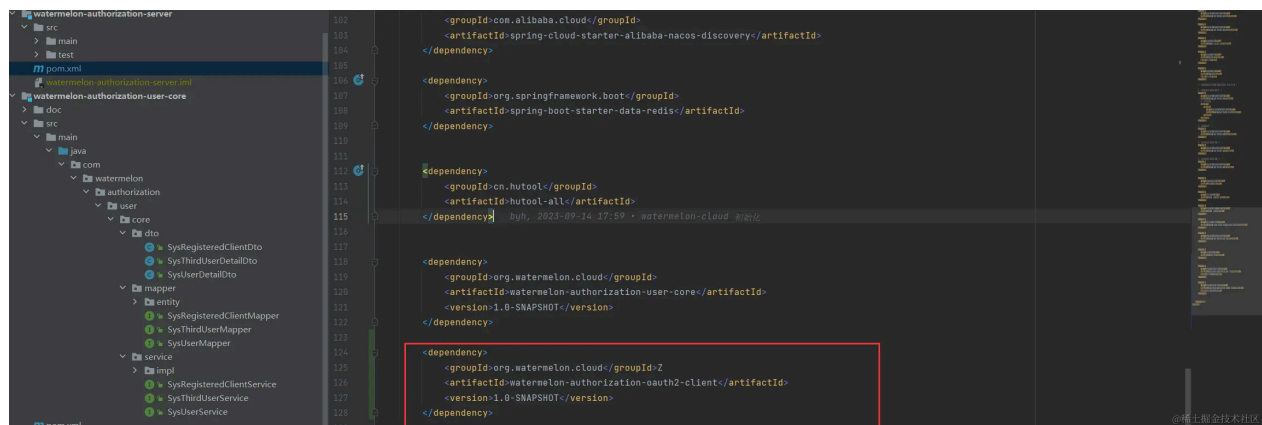 watermelon-authorization-server
src
main
test
pom.xml
watermelon-authorization-server.iml
watermelon-authorization-user-core
doc
src
main
java
com
watermelon
authorization
user
core
dto
SysRegisteredClientDto
SysThirdUserDetailDto
SysUserDetailDto
mapper
entity
SysRegisteredClientMapper
SysThirdUserMapper
SysUserMapper
service
impl
SysRegisteredClientService
SysThirdUserService
SysUserService
pom.xml
102 <groupId>com.alibaba.cloud</groupId>
103 <artifactId>spring-cloud-starter-alibaba-nacos-discovery</artifactId>
104 </dependency>
105
106 <dependency>
107 <groupId>org.springframework.boot</groupId>
108 <artifactId>spring-boot-starter-data-redis</artifactId>
109 </dependency>
110
111
112 <dependency>
113 <groupId>cn.hutool</groupId>
114 <artifactId>hutool-all</artifactId>
115 </dependency> byh, 2023-09-14 17:59 • watermelon-cloud 初始化
116
117
118 <dependency>
119 <groupId>org.watermelon.cloud</groupId>
120 <artifactId>watermelon-authorization-user-core</artifactId>
121 <version>1.0-SNAPSHOT</version>
122 </dependency>
123
124 <dependency>
125 <groupId>org.watermelon.cloud</groupId>Z
126 <artifactId>watermelon-authorization-oauth2-client</artifactId>
127 <version>1.0-SNAPSHOT</version>
128 </dependency>
@稀土掘金技术社区